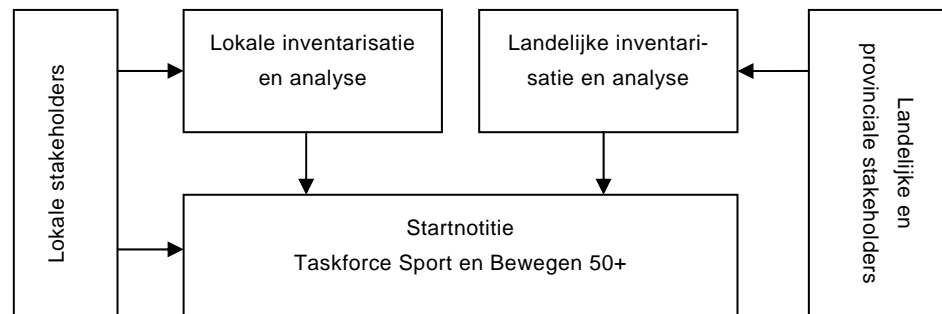 Lokale stakeholders
Lokale inventarisatie
en analyse
Landelijke inventari-
satie en analyse
Landelijke en
provinciale stakeholders
Startnotitie
Taskforce Sport en Bewegen 50+